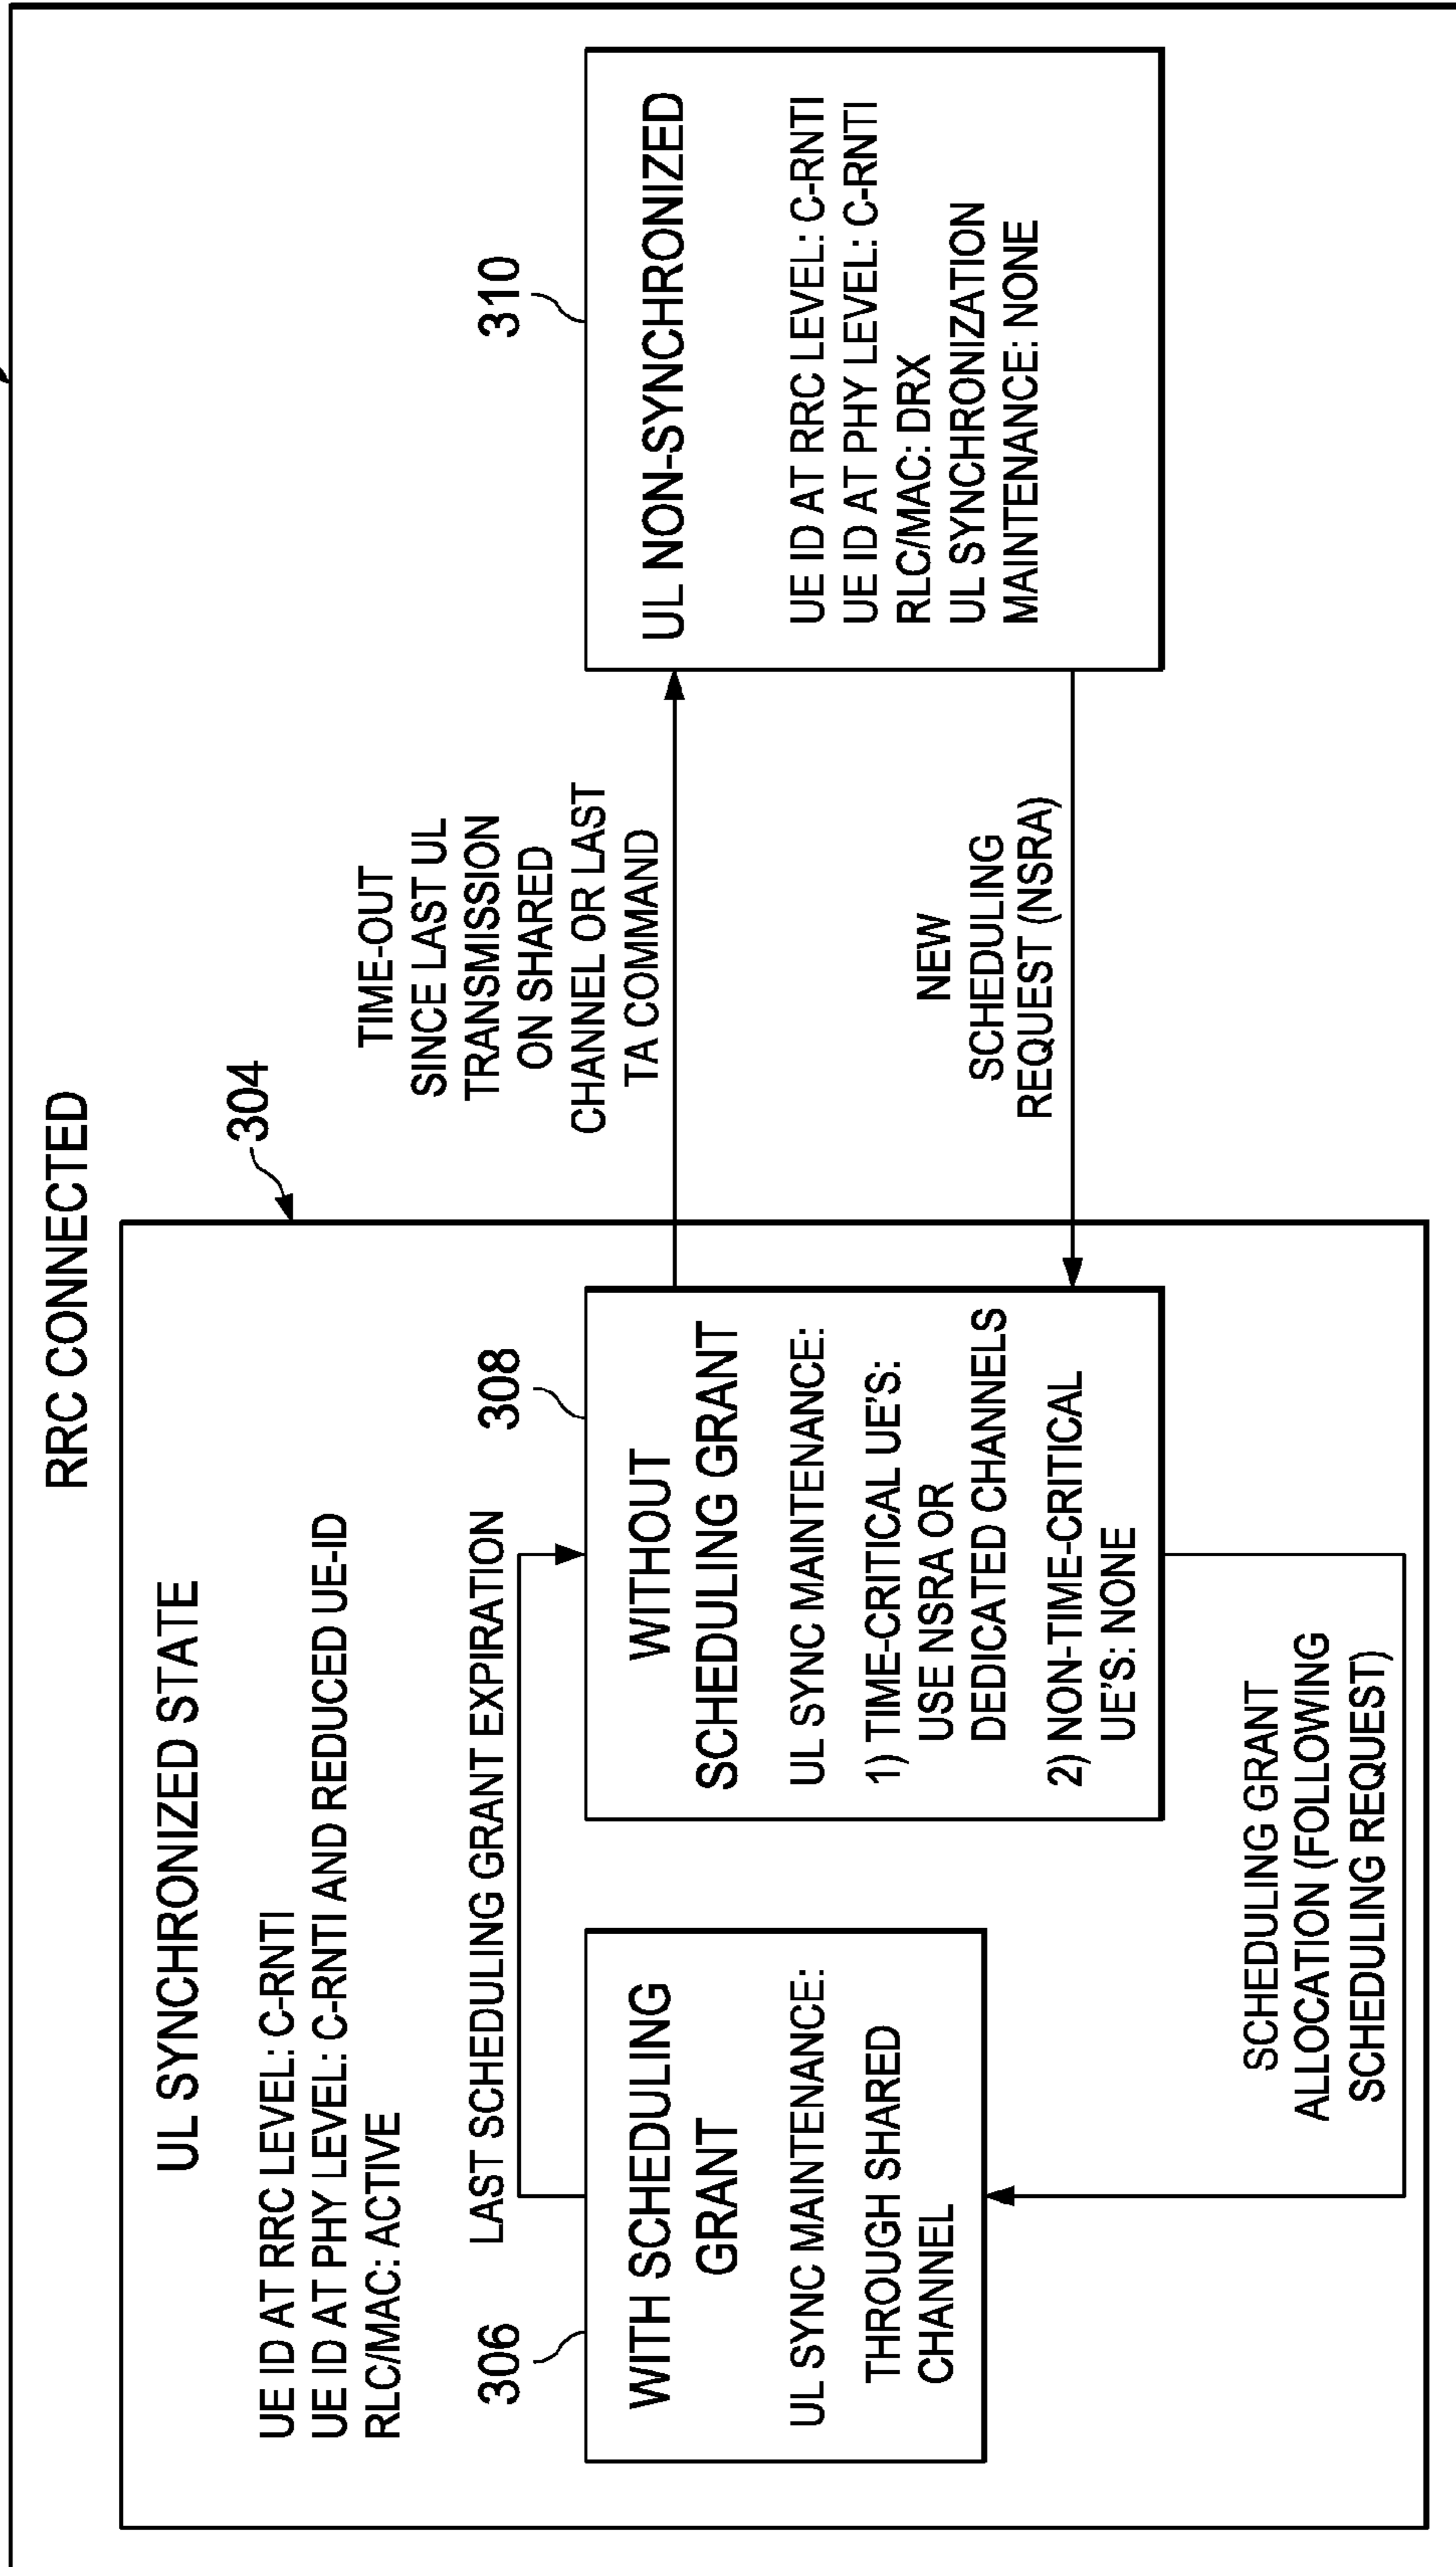 RRC CONNECTED
304
UL SYNCHRONIZED STATE
UE ID AT RRC LEVEL: C-RNTI
UE ID AT PHY LEVEL: C-RNTI AND REDUCED UE-ID
RLC/MAC: ACTIVE
LAST SCHEDULING GRANT EXPIRATION
306
WITH SCHEDULING
GRANT
UL SYNC MAINTENANCE:
THROUGH SHARED
CHANNEL
308
WITHOUT
SCHEDULING GRANT
UL SYNC MAINTENANCE:
1) TIME-CRITICAL UE'S:
USE NSRA OR
DEDICATED CHANNELS
2) NON-TIME-CRITICAL
UE'S: NONE
SCHEDULING GRANT
ALLOCATION (FOLLOWING
SCHEDULING REQUEST)
TIME-OUT
SINCE LAST UL
TRANSMISSION
ON SHARED
CHANNEL OR LAST
TA COMMAND
NEW
SCHEDULING
REQUEST (NSRA)
310
UL NON-SYNCHRONIZED
UE ID AT RRC LEVEL: C-RNTI
UE ID AT PHY LEVEL: C-RNTI
RLC/MAC: DRX
UL SYNCHRONIZATION
MAINTENANCE: NONE